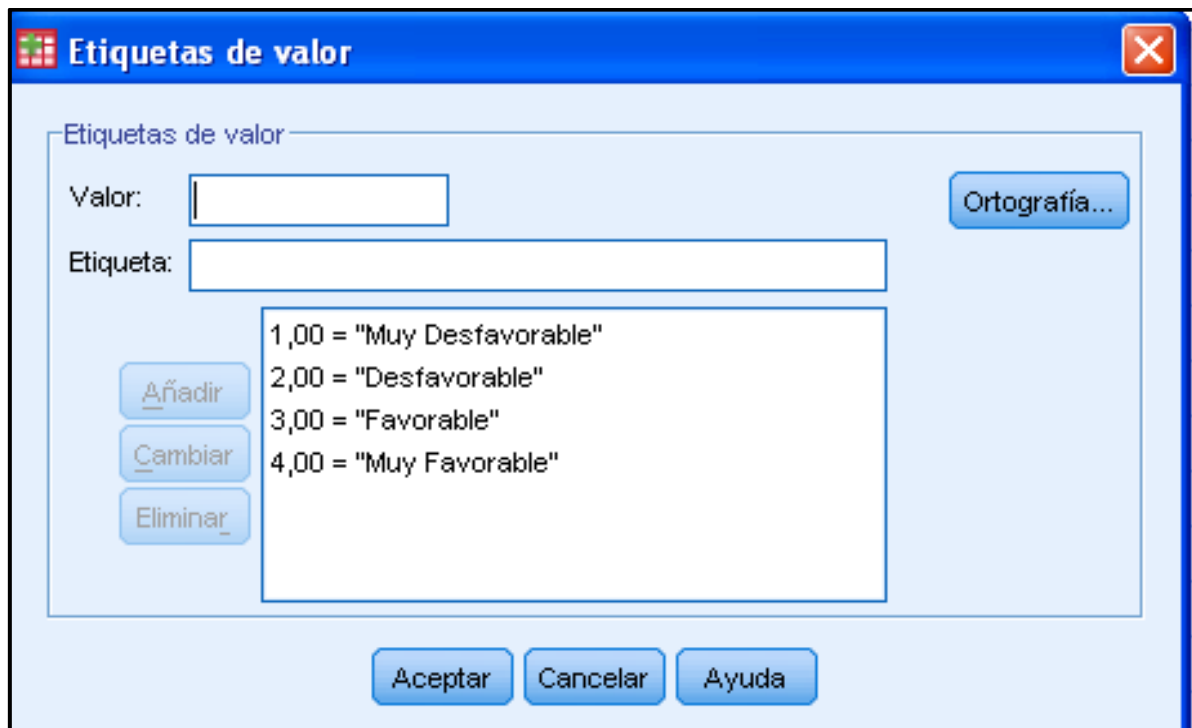 Etiquetas de valor
Etiquetas de valor
Valor:
Ortografía...
Etiqueta:
1,00 = "Muy Desfavorable"
2,00 = "Desfavorable"
3,00 = "Favorable"
4,00 = "Muy Favorable"
Añadir
Cambiar
Eliminar
Aceptar
Cancelar
Ayuda